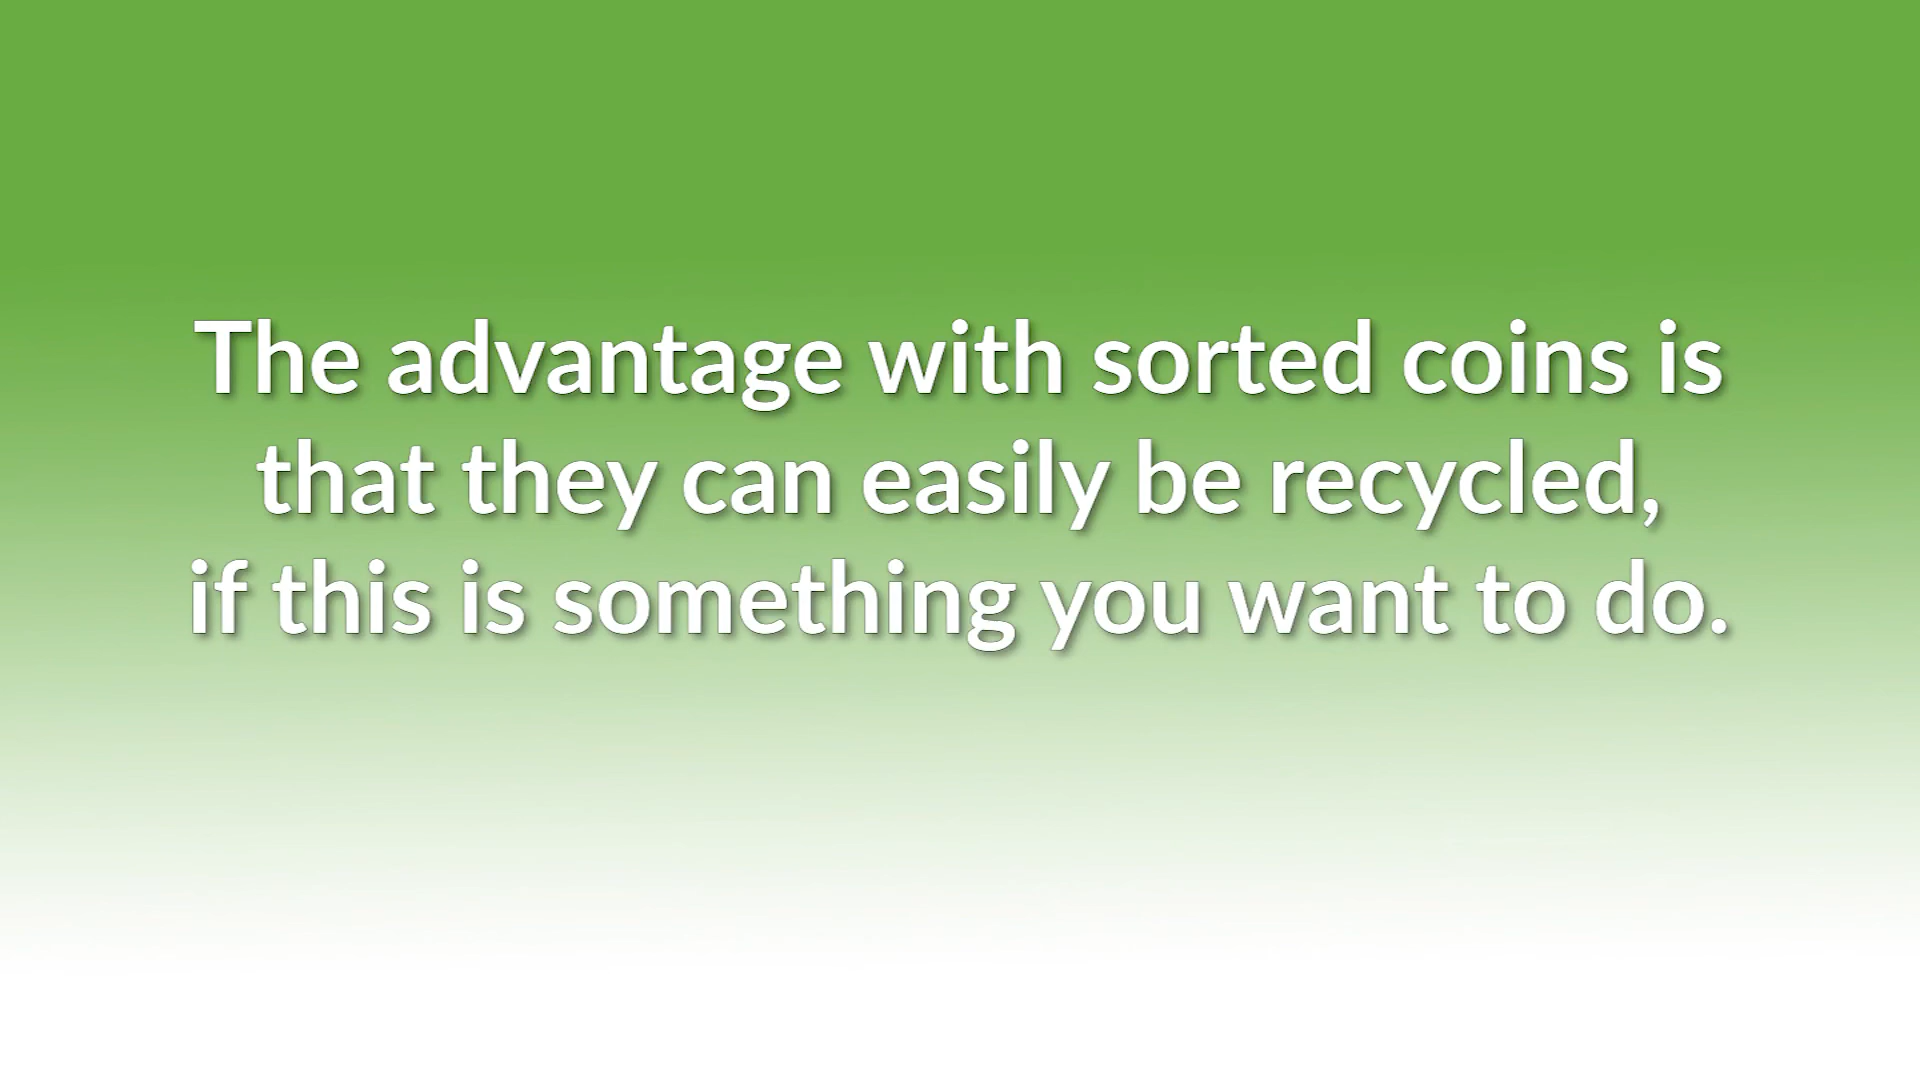 The advantage with sorted coins is
that they can easily be recycled,
if this is something you want to do.